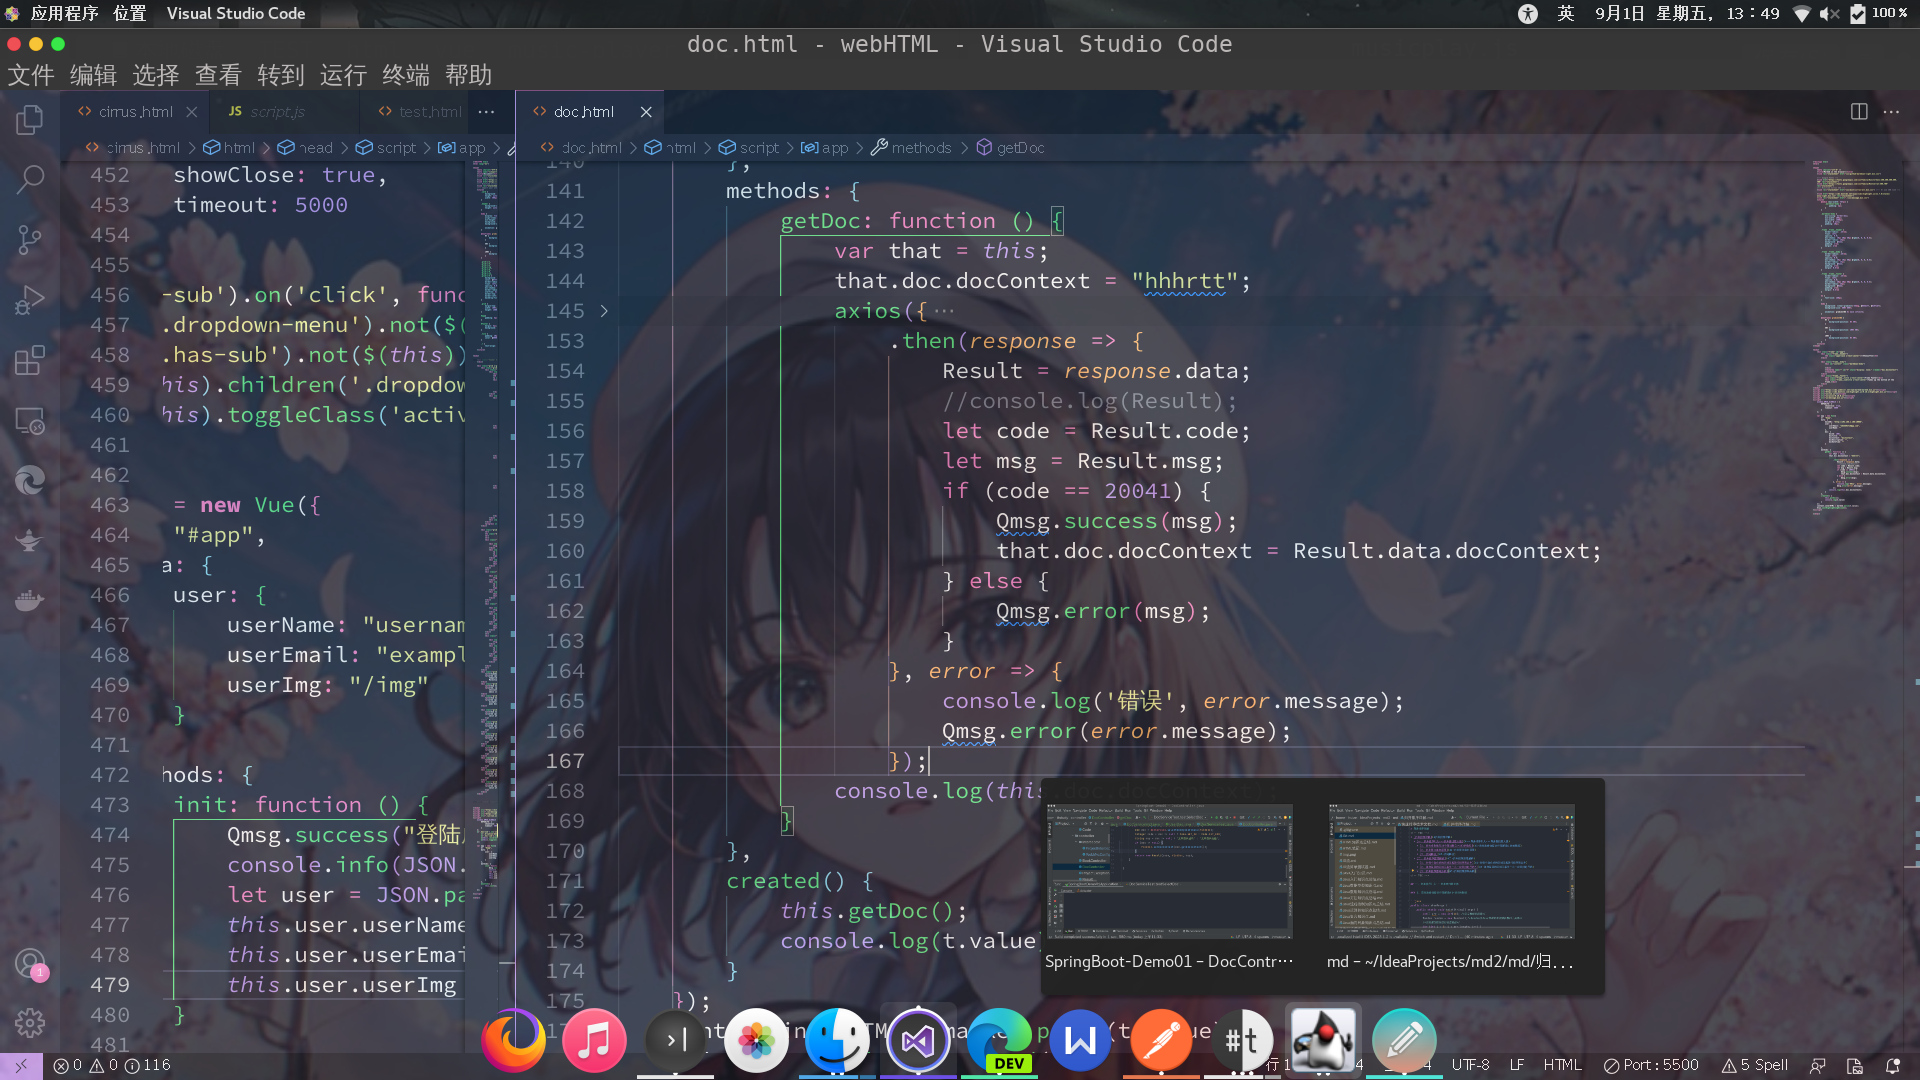 应用程序 位置 Visual Studio Code
英 9月1日 星期五, 13:49 100%
doc.html - webHTML - Visual Studio Code
文件 编辑 选择 查看 转到 运行 终端 帮助
cirrus.html JS script.js test.html ···
cirrus.html html head script app
452 showClose: true,
453 timeout: 5000
454
455
456 -sub').on('click', func
457 .dropdown-menu').not($(
458 .has-sub').not($(this))
459 his).children('.dropdow
460 his).toggleClass('activ
461
462
463 = new Vue({
464 "#app",
465 a: {
466 user: {
467 userName: "usernam
468 userEmail: "exampl
469 userImg: "/img"
470 }
471
472 hods: {
473 init: function () {
474 Qmsg.success("登陆
475 console.info(JSON.
476 let user = JSON.pa
477 this.user.userName
478 this.user.userEmai
479 this.user.userImg
480 }
481
doc.html
doc.html html script app methods getDoc
140 },
141 methods: {
142 getDoc: function () {
143 var that = this;
144 that.doc.docContext = "hhhrtt";
145 axios({···
153 .then(response => {
154 Result = response.data;
155 //console.log(Result);
156 let code = Result.code;
157 let msg = Result.msg;
158 if (code == 20041) {
159 Qmsg.success(msg);
160 that.doc.docContext = Result.data.docContext;
161 } else {
162 Qmsg.error(msg);
163 }
164 }, error => {
165 console.log('错误', error.message);
166 Qmsg.error(error.message);
167 });
168 console.log(this.doc.docContext);
169 }
170 },
171 created() {
172 this.getDoc();
173 console.log(t.value
174 }
175 });
SpringBoot-Demo01 – DocContr···
md – ~/IdeaProjects/md2/md/归...
DEV
#t
0 0 116
UTF-8 LF HTML Port : 5500 5 Spell
1